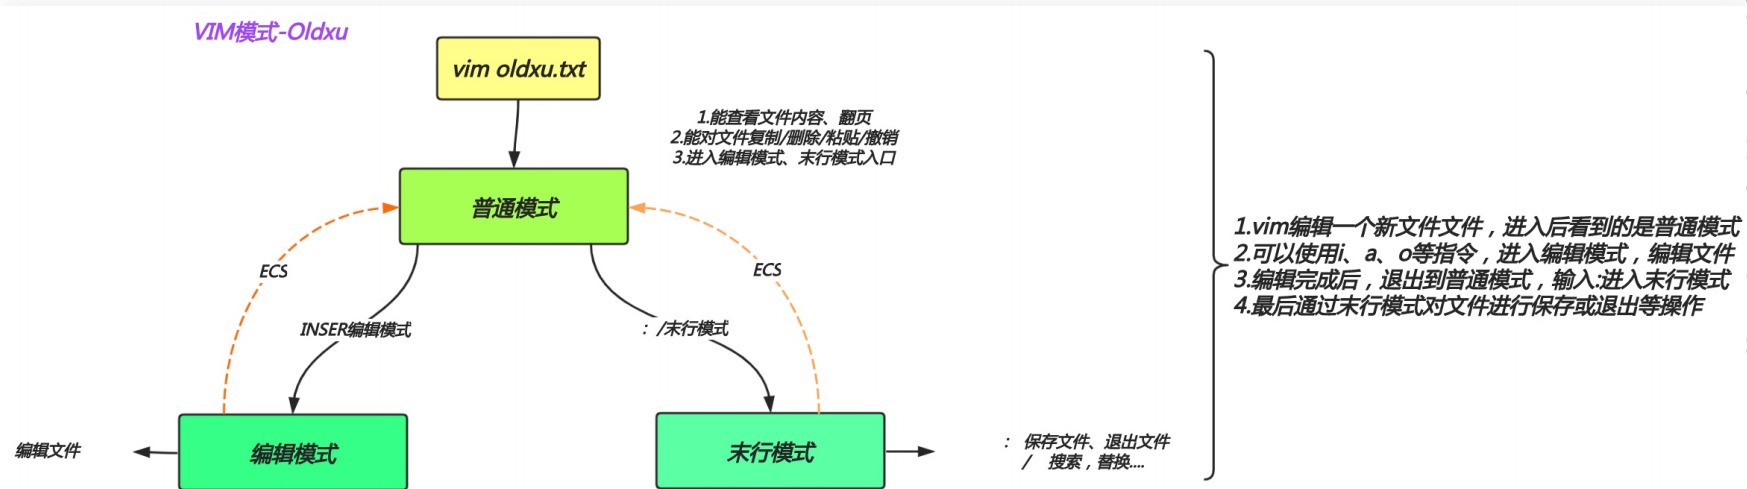 VIM模式-Oldxu
vim oldxu.txt
1.能查看文件内容、翻页
2.能对文件复制/删除/粘贴/撤销
3.进入编辑模式、末行模式入口
普通模式
ECS
ECS
INSER编辑模式
： /末行模式
编辑文件
编辑模式
末行模式
： 保存文件、退出文件
/ 搜索，替换....
1.vim编辑一个新文件文件，进入后看到的是普通模式
2.可以使用i、a、o等指令，进入编辑模式，编辑文件
3.编辑完成后，退出到普通模式，输入:进入末行模式
4.最后通过末行模式对文件进行保存或退出等操作